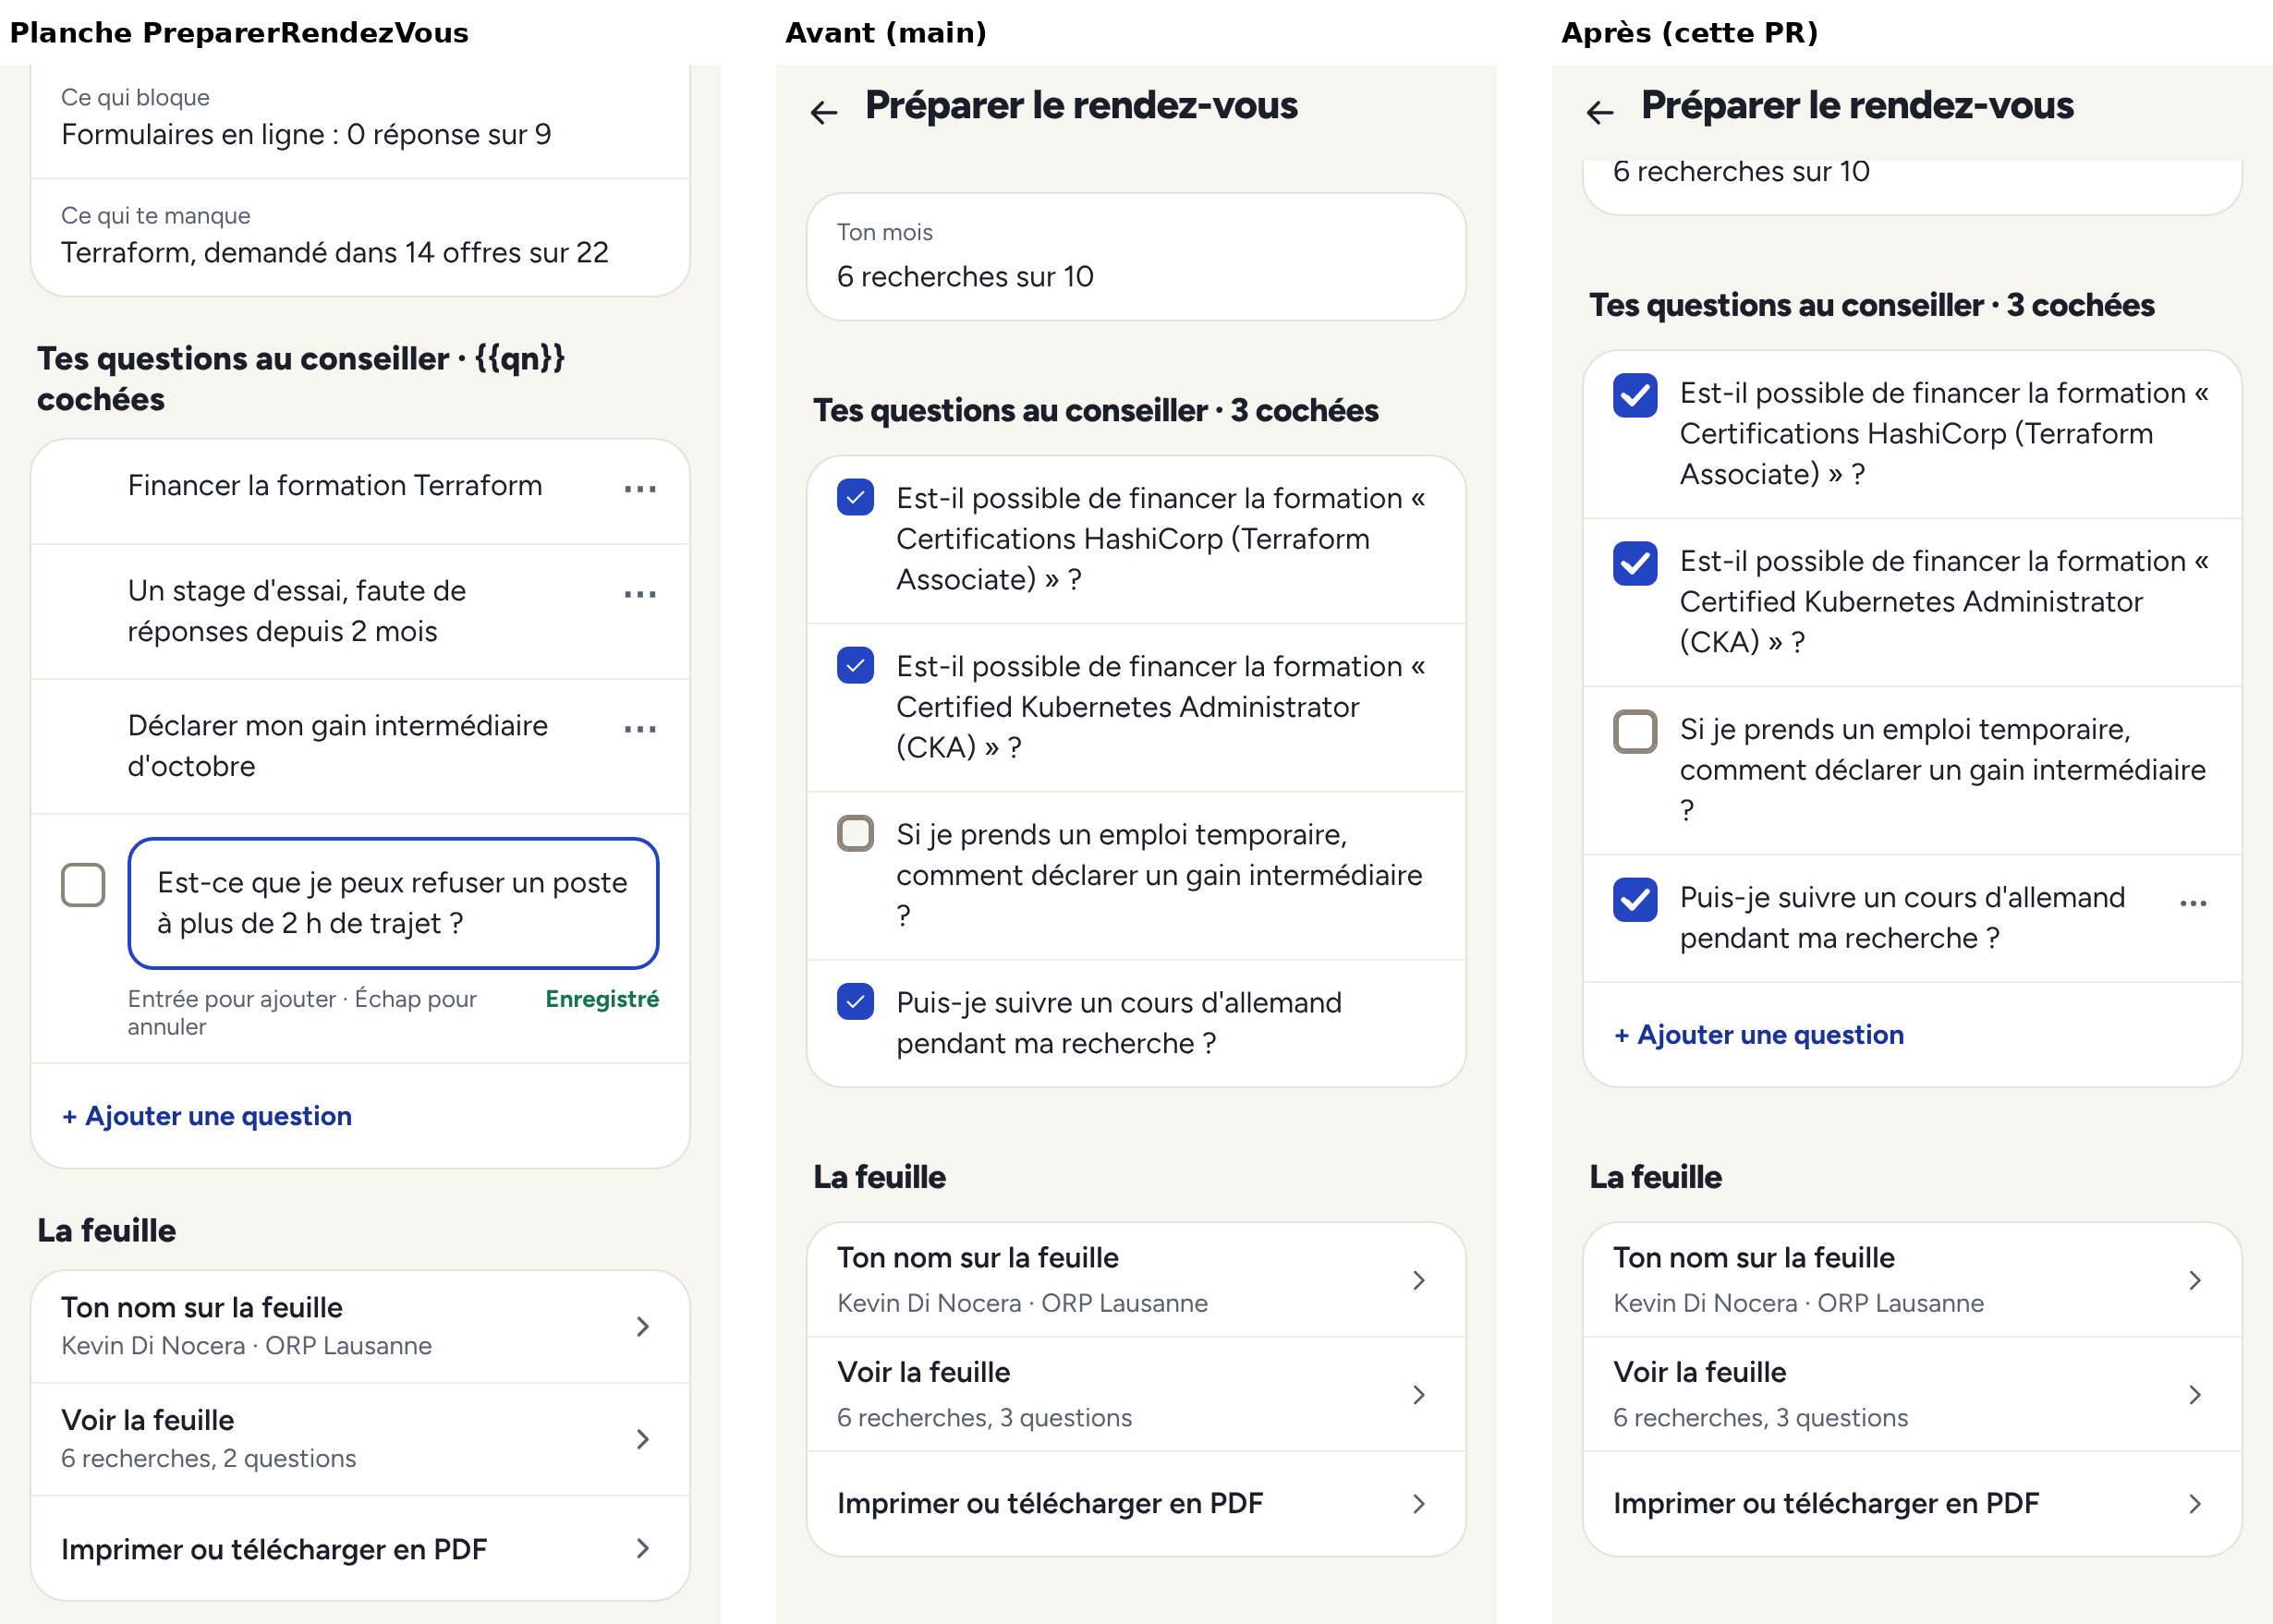 Planche PreparerRendezVous
Ce qui bloque
Formulaires en ligne : 0 réponse sur 9
Ce qui te manque
Terraform, demandé dans 14 offres sur 22
Tes questions au conseiller · {{qn}}
cochées
Financer la formation Terraform
Un stage d'essai, faute de
réponses depuis 2 mois
Déclarer mon gain intermédiaire
d'octobre
Est-ce que je peux refuser un poste
à plus de 2 h de trajet ?
Entrée pour ajouter · Échap pour
annuler
Enregistré
+ Ajouter une question
La feuille
Ton nom sur la feuille
Kevin Di Nocera · ORP Lausanne
Voir la feuille
6 recherches, 2 questions
Imprimer ou télécharger en PDF
Avant (main)
Préparer le rendez-vous
Ton mois
6 recherches sur 10
Tes questions au conseiller · 3 cochées
Est-il possible de financer la formation «
Certifications HashiCorp (Terraform
Associate) » ?
Est-il possible de financer la formation «
Certified Kubernetes Administrator
(CKA) » ?
Si je prends un emploi temporaire,
comment déclarer un gain intermédiaire
?
Puis-je suivre un cours d'allemand
pendant ma recherche ?
La feuille
Ton nom sur la feuille
Kevin Di Nocera · ORP Lausanne
Voir la feuille
6 recherches, 3 questions
Imprimer ou télécharger en PDF
Après (cette PR)
Préparer le rendez-vous
6 recherches sur 10
Tes questions au conseiller · 3 cochées
Est-il possible de financer la formation «
Certifications HashiCorp (Terraform
Associate) » ?
Est-il possible de financer la formation «
Certified Kubernetes Administrator
(CKA) » ?
Si je prends un emploi temporaire,
comment déclarer un gain intermédiaire
?
Puis-je suivre un cours d'allemand
pendant ma recherche ?
+ Ajouter une question
La feuille
Ton nom sur la feuille
Kevin Di Nocera · ORP Lausanne
Voir la feuille
6 recherches, 3 questions
Imprimer ou télécharger en PDF